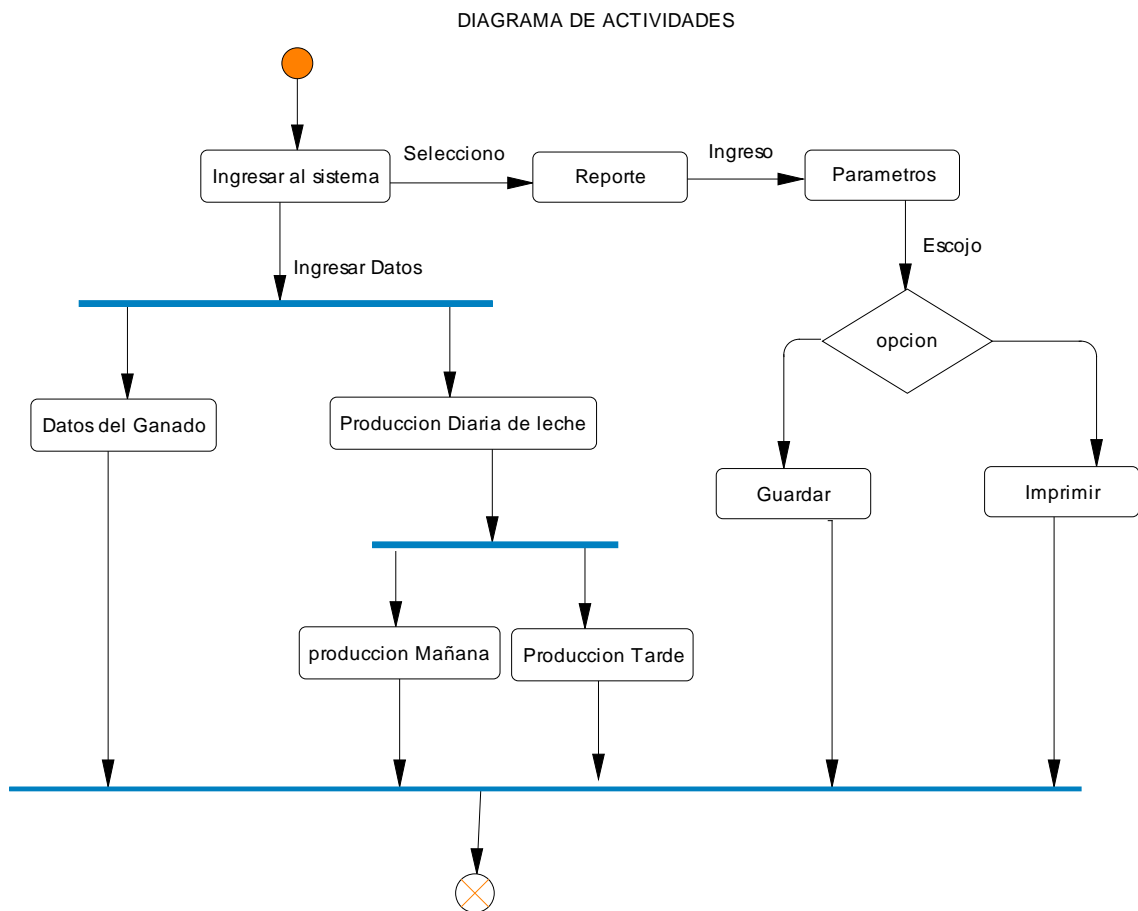 DIAGRAMA DE ACTIVIDADES
Selecciono
Ingreso
Ingresar al sistema
Reporte
Parametros
Escojo
Ingresar Datos
opcion
Datos del Ganado
Produccion Diaria de leche
Guardar
Imprimir
produccion Mañana
Produccion Tarde